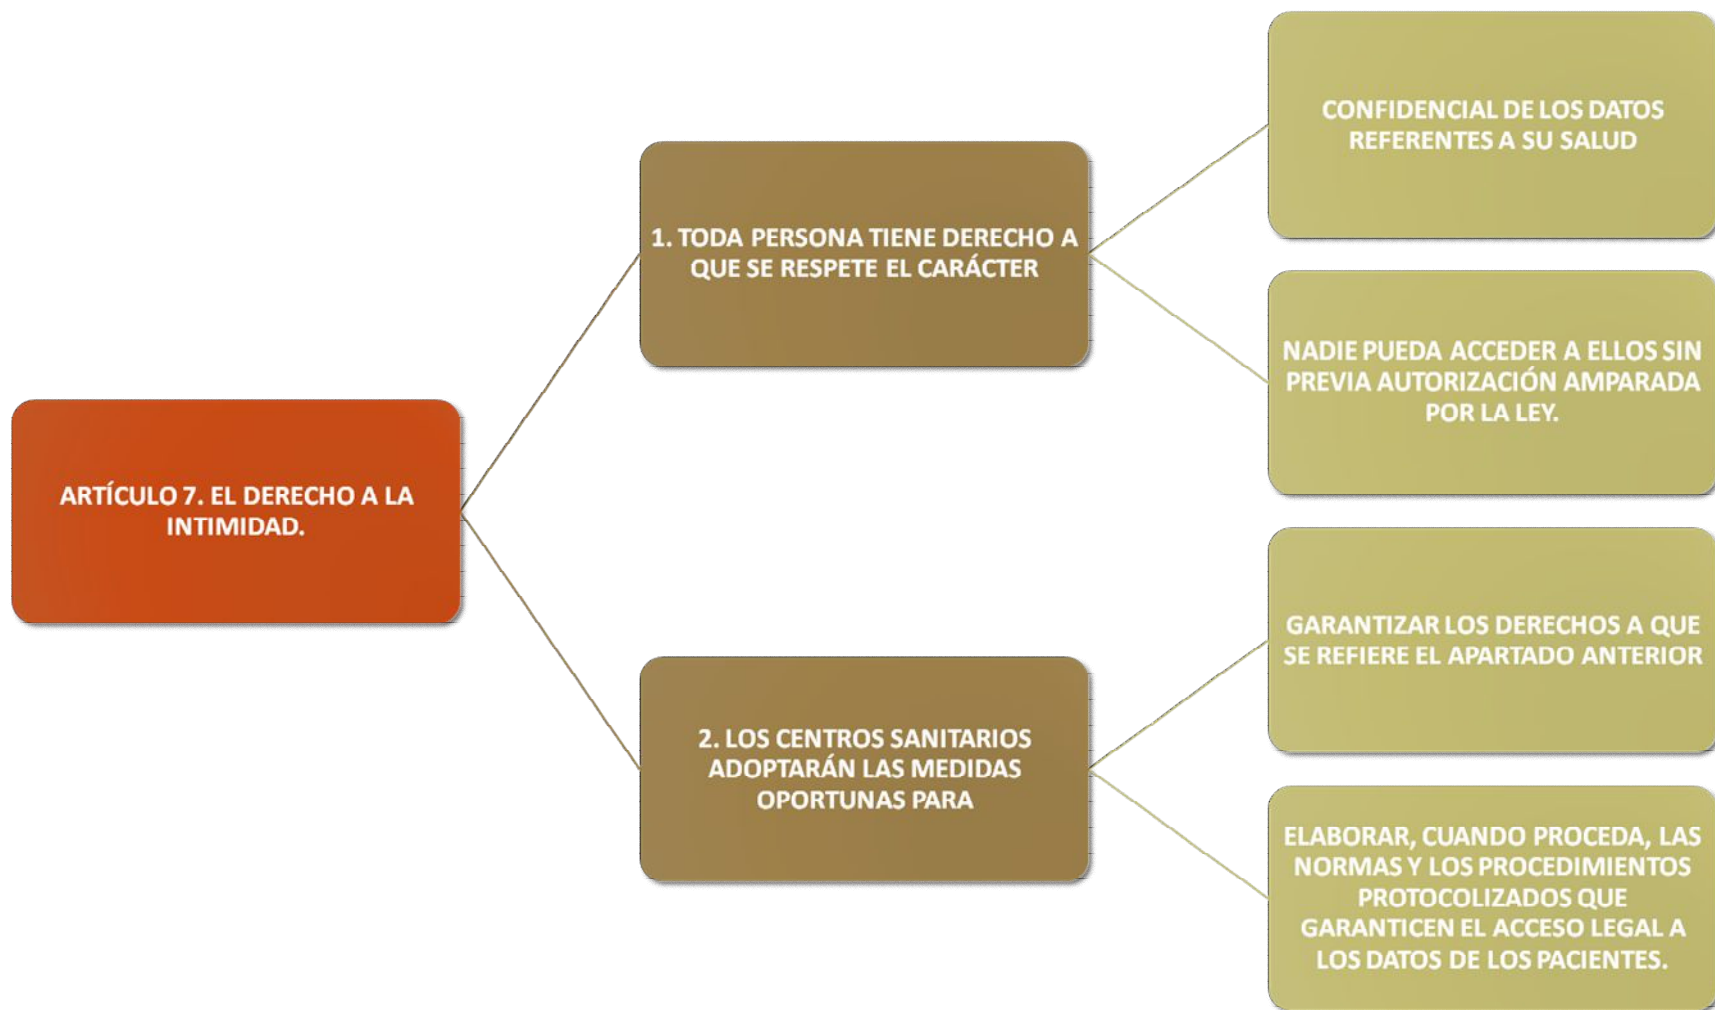 ARTÍCULO 7. EL DERECHO A LA
INTIMIDAD.
1. TODA PERSONA TIENE DERECHO A
QUE SE RESPETE EL CARÁCTER
CONFIDENCIAL DE LOS DATOS
REFERENTES A SU SALUD
NADIE PUEDA ACCEDER A ELLOS SIN
PREVIA AUTORIZACIÓN AMPARADA
POR LA LEY.
2. LOS CENTROS SANITARIOS
ADOPTARÁN LAS MEDIDAS
OPORTUNAS PARA
GARANTIZAR LOS DERECHOS A QUE
SE REFIERE EL APARTADO ANTERIOR
ELABORAR, CUANDO PROCEDA, LAS
NORMAS Y LOS PROCEDIMIENTOS
PROTOCOLIZADOS QUE
GARANTICEN EL ACCESO LEGAL A
LOS DATOS DE LOS PACIENTES.